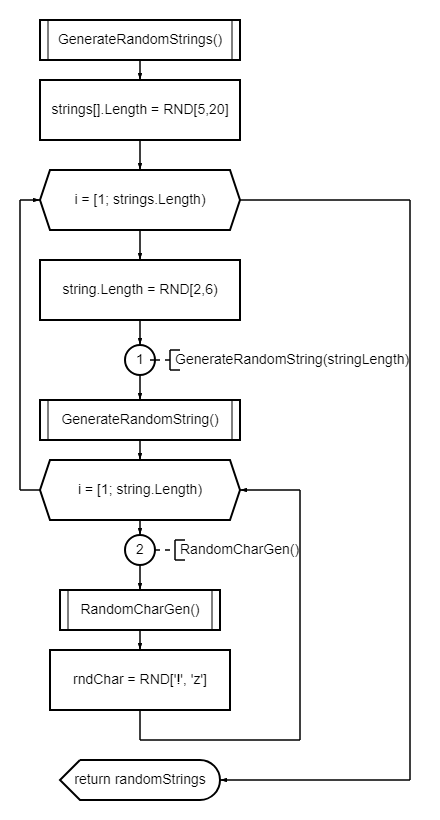 GenerateRandomStrings()
strings[].Length = RND[5,20]
i = [1; strings.Length)
string.Length = RND[2,6)
1
GenerateRandomString(stringLength)
GenerateRandomString()
i = [1; string.Length)
2
RandomCharGen()
RandomCharGen()
rndChar = RND['!', 'z']
return randomStrings